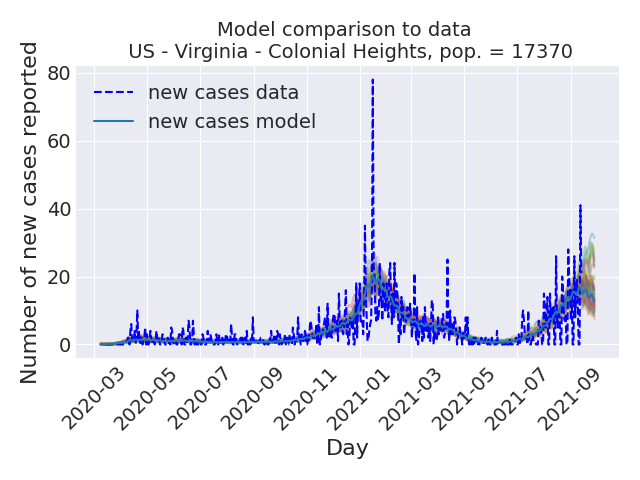 Model comparison to data
US - Virginia - Colonial Heights, pop. = 17370
Number of new cases reported
80
60
40
20
0
new cases data
new cases model
2020-03
2020-05
2020-07
2020-09
2020-11
2021-01
2021-03
2021-05
2021-07
2021-09
Day